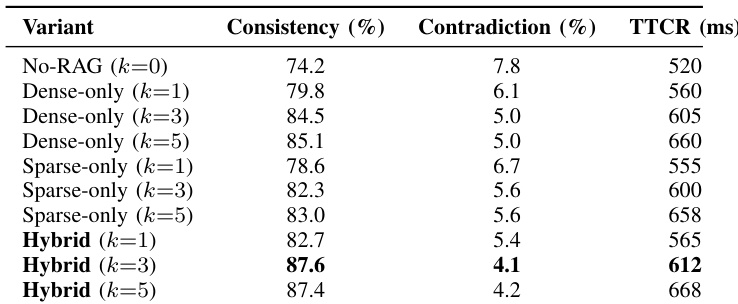 Variant Consistency (%) Contradiction (%) TTCR (ms)
No-RAG (k=0) 74.2 7.8 520
Dense-only (k=1) 79.8 6.1 560
Dense-only (k=3) 84.5 5.0 605
Dense-only (k=5) 85.1 5.0 660
Sparse-only (k=1) 78.6 6.7 555
Sparse-only (k=3) 82.3 5.6 600
Sparse-only (k=5) 83.0 5.6 658
Hybrid (k=1) 82.7 5.4 565
Hybrid (k=3) 87.6 4.1 612
Hybrid (k=5) 87.4 4.2 668